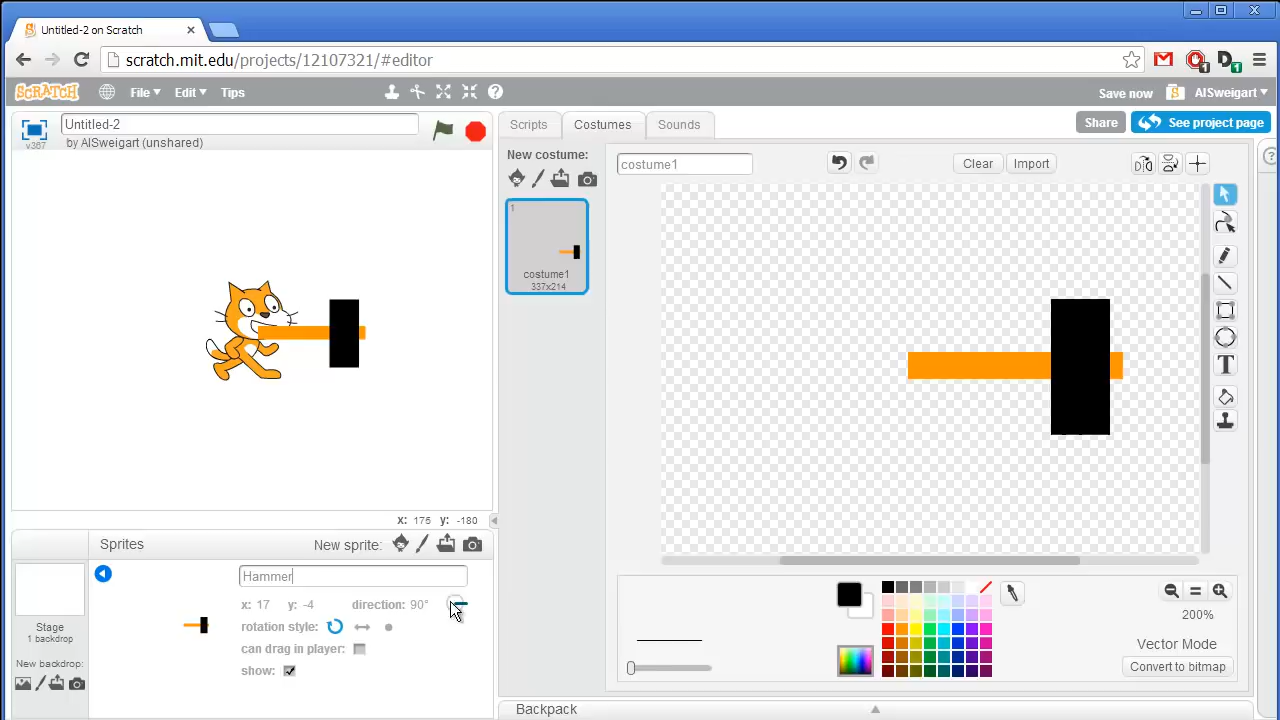 Untitled-2 on Scratch
scratch.mit.edu/projects/12107321/#editor
1
1
SCRATCH
File
Edit
Tips
Save now
AlSweigart
Untitled-2
by AlSweigart (unshared)
v387
Scripts
Costumes
Sounds
Share
See project page
New costume:
costume1
Clear
Import
1
costume1
337x214
T
x: 176 y: -180
Sprites
New sprite:
Hammer
x: 17 y: -4 direction: 90°
rotation style:
can drag in player:
show:
Stage
1 backdrop
New backdrop:
200%
Vector Mode
Convert to bitmap
Backpack